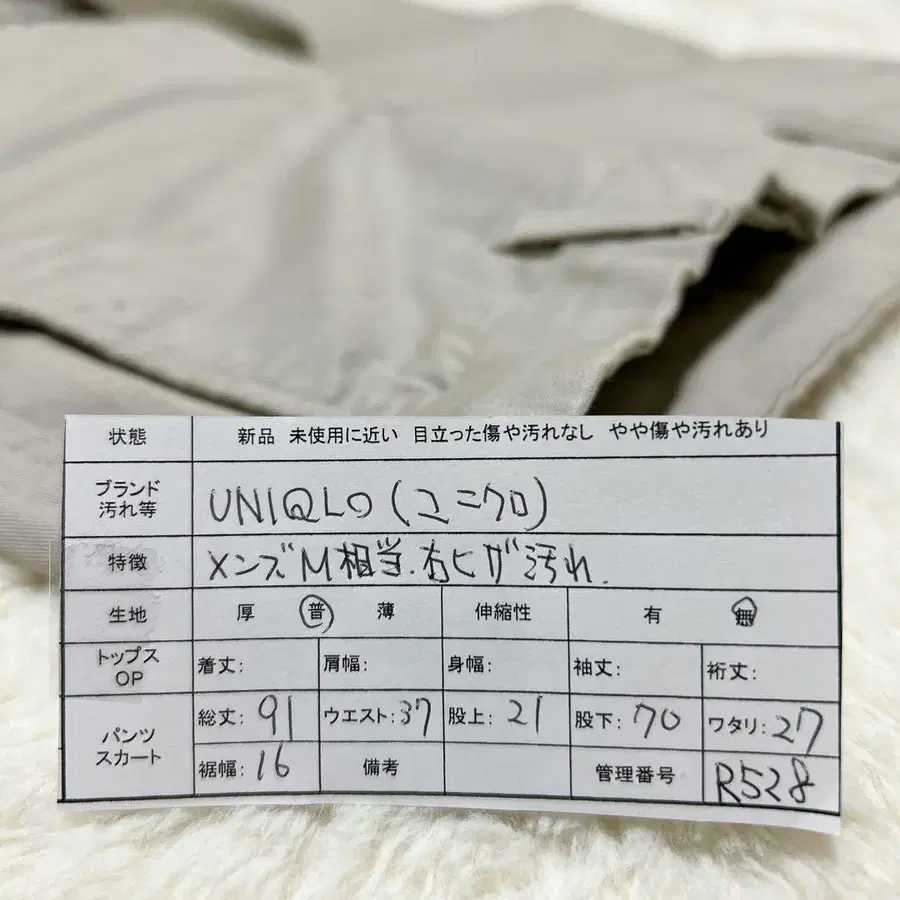 状態 新品 未使用に近い 目立った傷や汚れなし やや傷や汚れあり
ブランド
汚れ等 UNIQLO(ユニクロ)
特徴 メンズM相当.右ヒザ汚れ.
生地 厚 普 薄 伸縮性 有 無
トップス
OP 着丈: 肩幅: 身幅: 袖丈: 裄丈:
パンツ
スカート 総丈:91 ウエスト:37 股上:21 股下:70 ワタリ:27
裾幅:16 備考 管理番号 R528